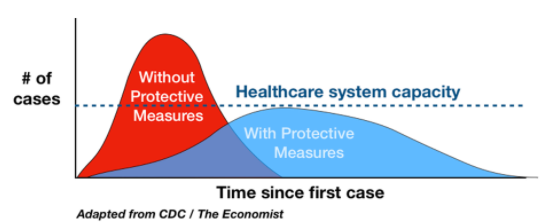 # of
cases
Without
Protective
Measures
Healthcare system capacity
With Protective
Measures
Time since first case
Adapted from CDC / The Economist